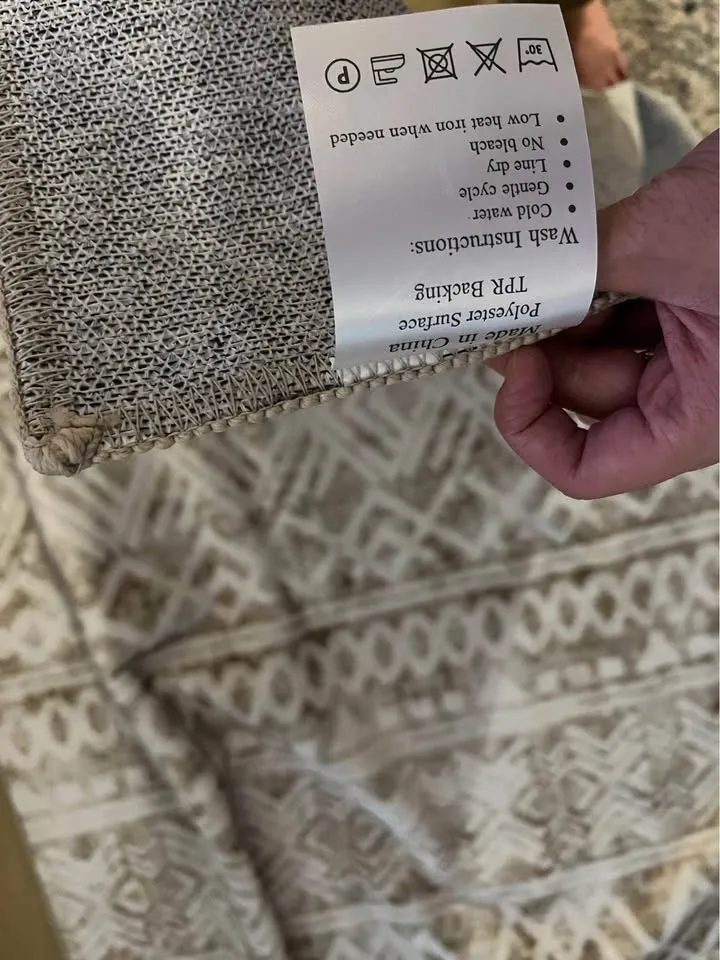 Made in China
Polyester Surface
TPR Backing
Wash Instructions:
• Cold water
• Gentle cycle
• Line dry
• No bleach
• Low heat iron when needed
30°
P